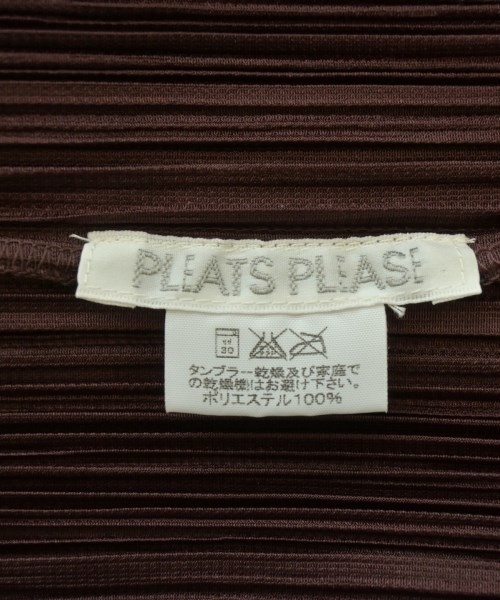 PLEATS PLEASE
弱
30
タンブラー乾燥及び家庭で
の乾燥機はお避け下さい。
ポリエステル100%